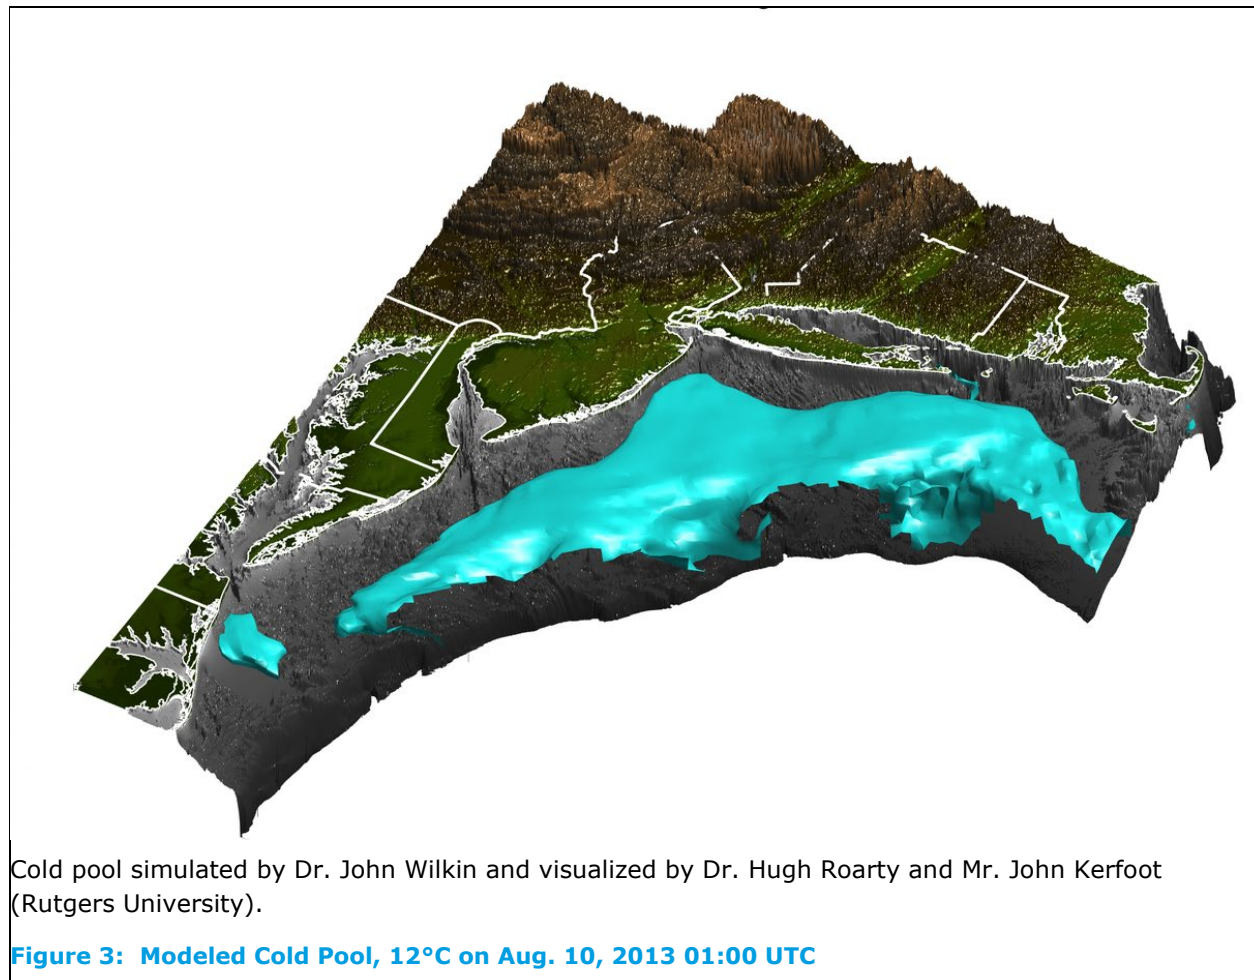 Cold pool simulated by Dr. John Wilkin and visualized by Dr. Hugh Roarty and Mr. John Kerfoot
(Rutgers University).
Figure 3:  Modeled Cold Pool, 12°C on Aug. 10, 2013 01:00 UTC